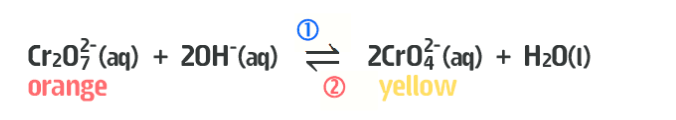 ①
Cr₂O₇²⁻(aq) + 2OH⁻(aq) ⇌ 2CrO₄²⁻(aq) + H₂O(l)
orange ② yellow